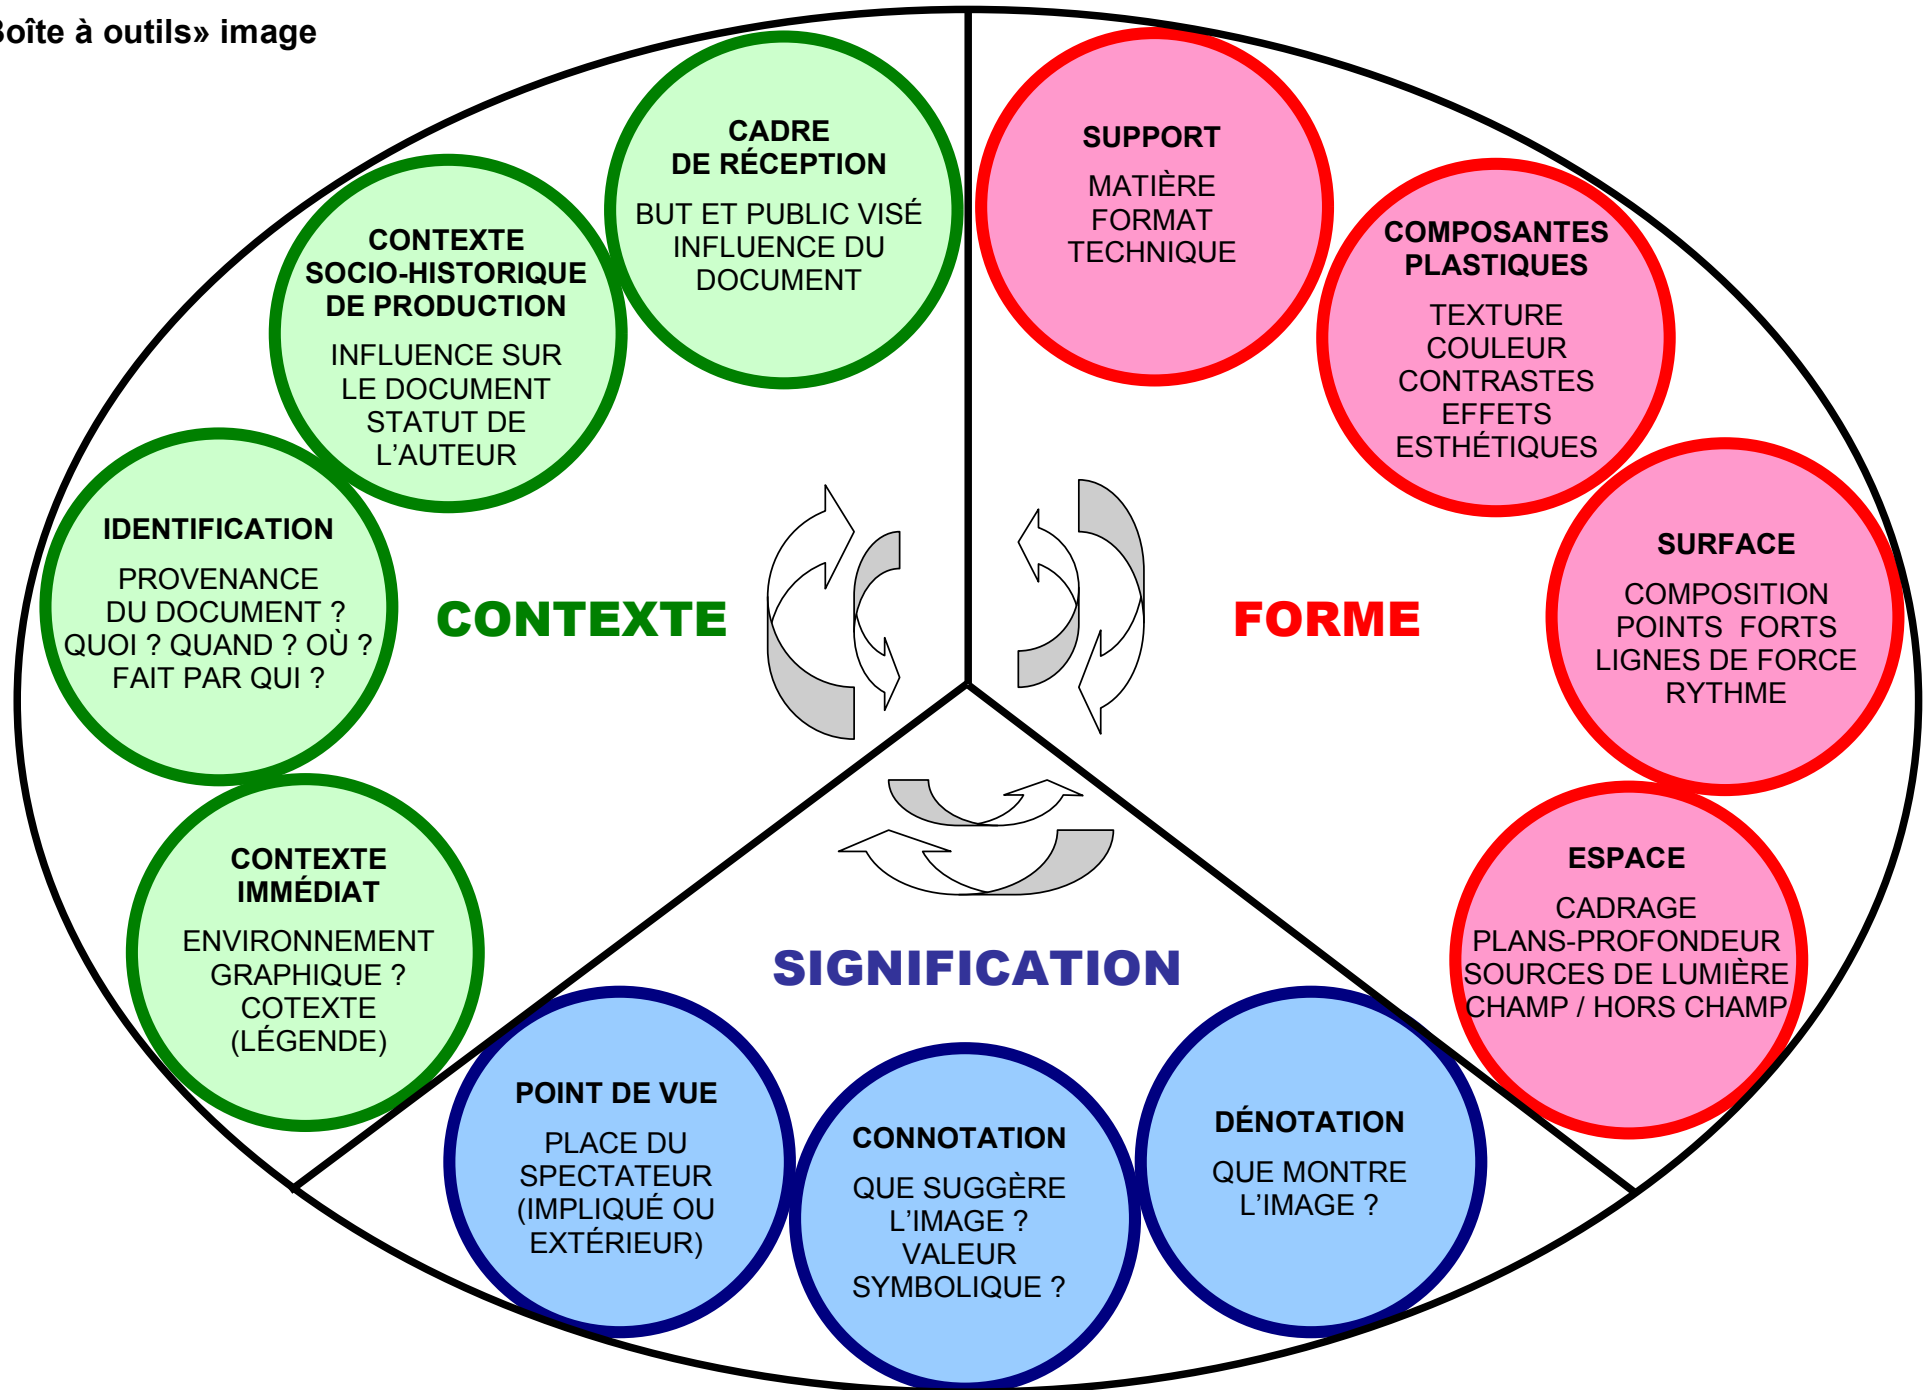 Boîte à outils» image
CADRE
DE RÉCEPTION
BUT ET PUBLIC VISÉ
INFLUENCE DU
DOCUMENT
CONTEXTE
SOCIO-HISTORIQUE
DE PRODUCTION
INFLUENCE SUR
LE DOCUMENT
STATUT DE
L’AUTEUR
IDENTIFICATION
PROVENANCE
DU DOCUMENT ?
QUOI ? QUAND ? OÙ ?
FAIT PAR QUI ?
CONTEXTE
IMMÉDIAT
ENVIRONNEMENT
GRAPHIQUE ?
COTEXTE
(LÉGENDE)
CONTEXTE
SUPPORT
MATIÈRE
FORMAT
TECHNIQUE
COMPOSANTES
PLASTIQUES
TEXTURE
COULEUR
CONTRASTES
EFFETS
ESTHÉTIQUES
SURFACE
COMPOSITION
POINTS  FORTS
LIGNES DE FORCE
RYTHME
ESPACE
CADRAGE
PLANS-PROFONDEUR
SOURCES DE LUMIÈRE
CHAMP / HORS CHAMP
FORME
SIGNIFICATION
POINT DE VUE
PLACE DU
SPECTATEUR
(IMPLIQUÉ OU
EXTÉRIEUR)
CONNOTATION
QUE SUGGÈRE
L’IMAGE ?
VALEUR
SYMBOLIQUE ?
DÉNOTATION
QUE MONTRE
L’IMAGE ?